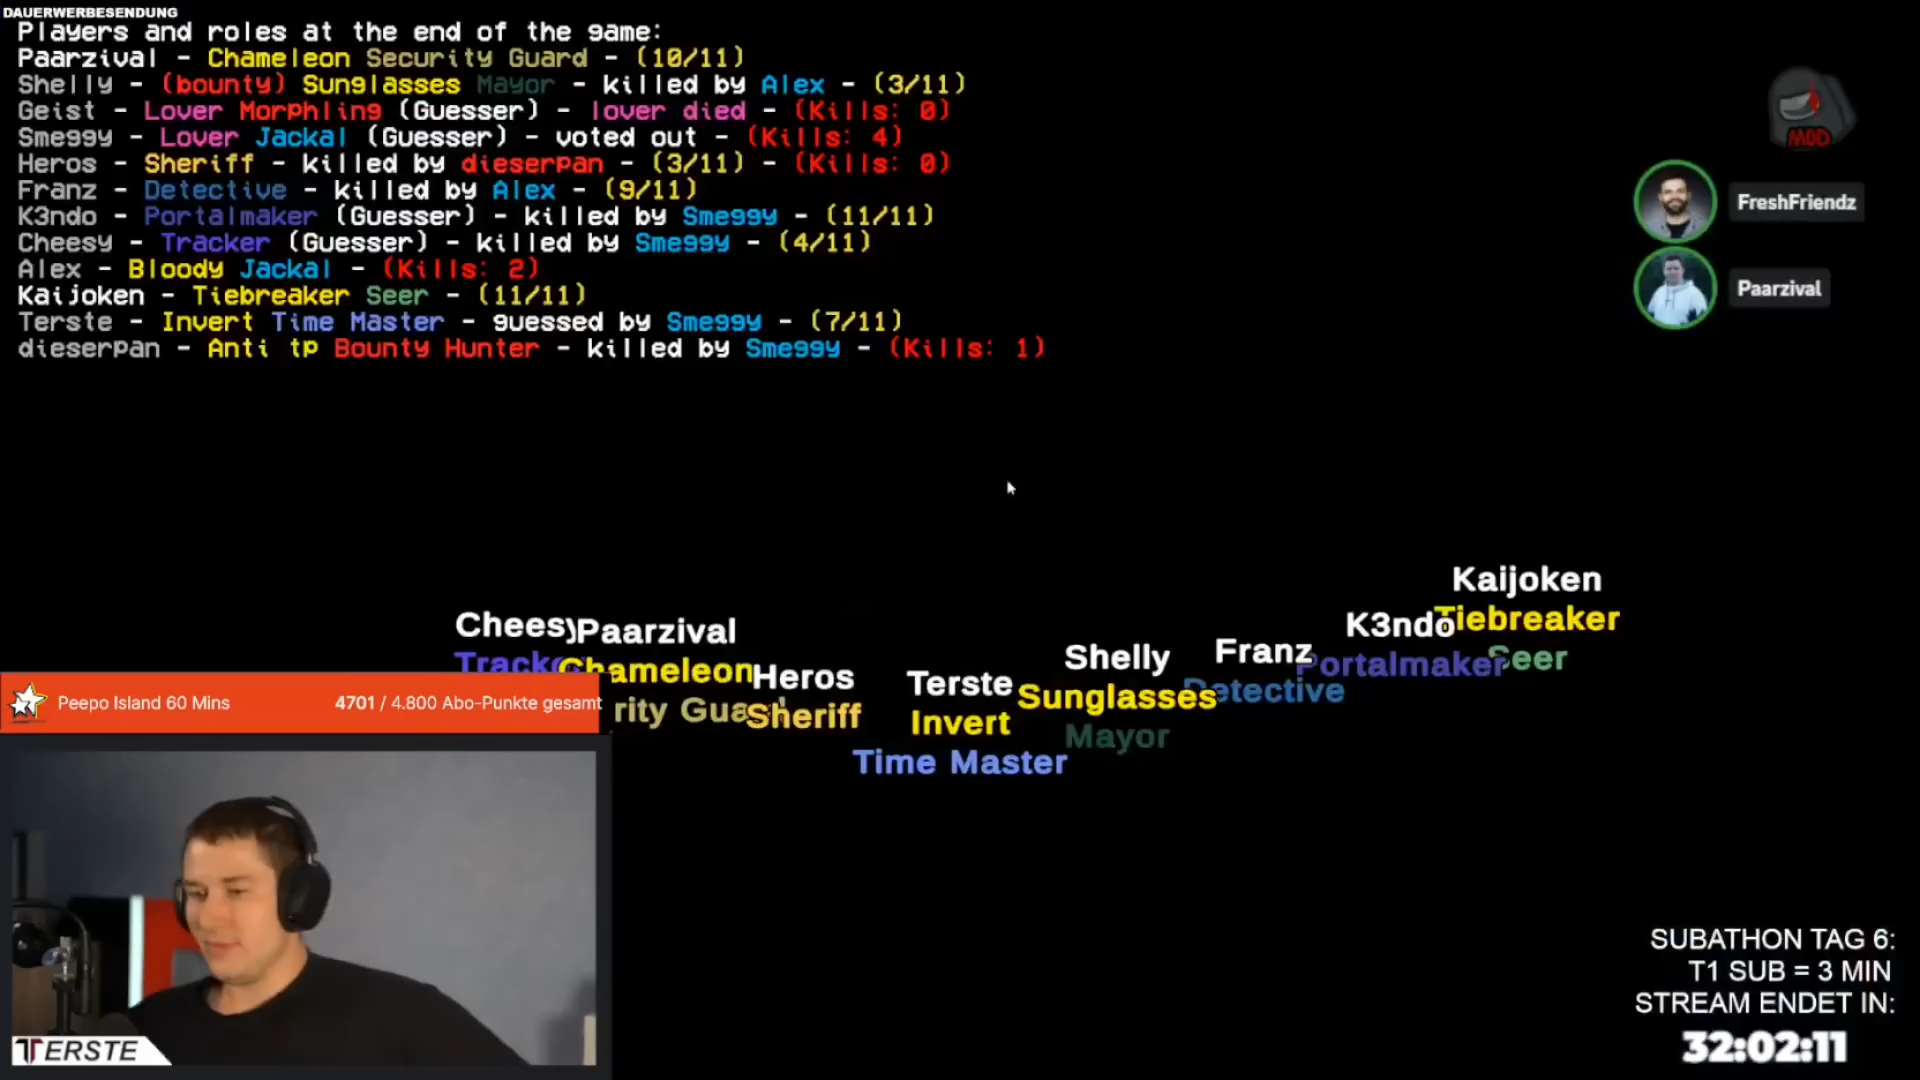 DAUERWERBESENDUNG
Players and roles at the end of the game:
Paarzival - Chameleon Security Guard - (10/11)
Shelly - (bounty) Sunglasses Mayor - killed by Alex - (3/11)
Geist - Lover Morphling (Guesser) - lover died - (Kills: 0)
Smeggy - Lover Jackal (Guesser) - voted out - (Kills: 4)
Heros - Sheriff - killed by dieserpan - (3/11) - (Kills: 0)
Franz - Detective - killed by Alex - (9/11)
K3ndo - Portalmaker (Guesser) - killed by Smeggy - (11/11)
Cheesy - Tracker (Guesser) - killed by Smeggy - (4/11)
Alex - Bloody Jackal - (Kills: 2)
Kaijoken - Tiebreaker Seer - (11/11)
Terste - Invert Time Master - guessed by Smeggy - (7/11)
dieserpan - Anti tp Bounty Hunter - killed by Smeggy - (Kills: 1)
MOD
FreshFriendz
Paarzival
Kaijoken
Tiebreaker
Seer
K3ndo
Portalmaker
Franz
Detective
Shelly
Sunglasses
Mayor
Terste
Invert
Time Master
Heros
Sheriff
Paarzival
Chameleon
rity Gua
Cheesy
Track
Peepo Island 60 Mins 4701 / 4.800 Abo-Punkte gesamt
TERSTE
SUBATHON TAG 6:
T1 SUB = 3 MIN
STREAM ENDET IN:
32:02:11